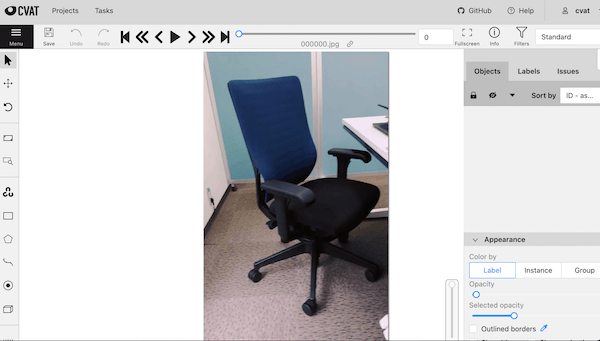 CVAT Projects Tasks GitHub Help cvat
Menu Save Undo Redo 000000.jpg 0 Fullscreen Info Filters Standard
Objects Labels Issues
Sort by ID - as...
Appearance
Color by
Label Instance Group
Opacity
Selected opacity
Outlined borders